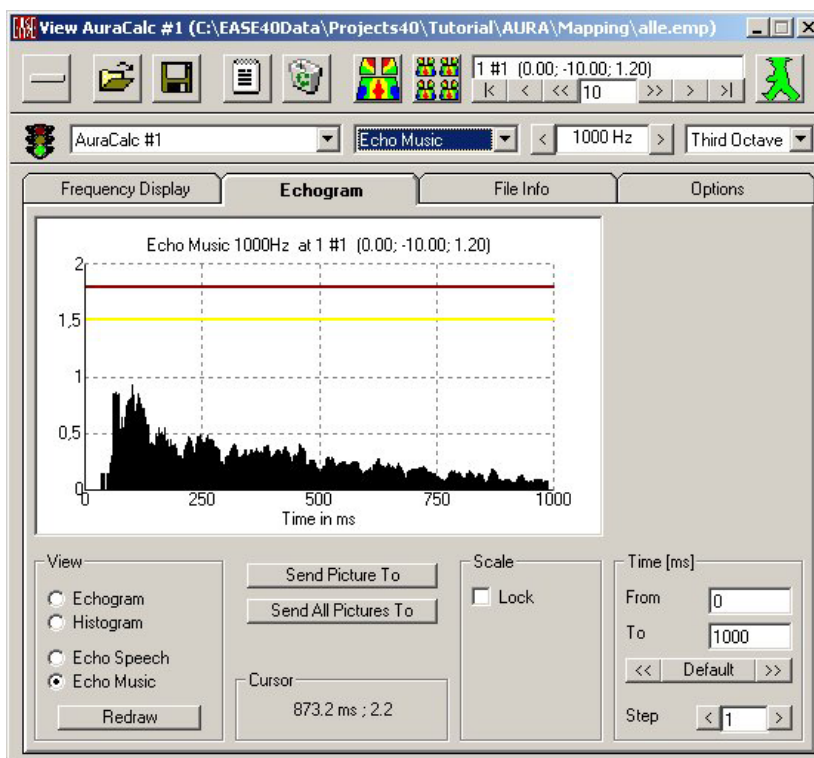 View AuraCalc #1 (C:\EASE40Data\Projects40\Tutorial\AURA\Mapping\alle.emp)
1 #1 (0.00; -10.00; 1.20)
|< < << 10 >> > >|
AuraCalc #1 Echo Music < 1000 Hz > Third Octave
Frequency Display Echogram File Info Options
Echo Music 1000Hz at 1 #1 (0.00; -10.00; 1.20)
2
1,5
1
0,5
0
0 250 500 750 1000
Time in ms
View
Echogram
Histogram
Echo Speech
Echo Music
Redraw
Send Picture To
Send All Pictures To
Cursor
873.2 ms ; 2.2
Scale
Lock
Time [ms]
From 0
To 1000
<< Default >>
Step < 1 >